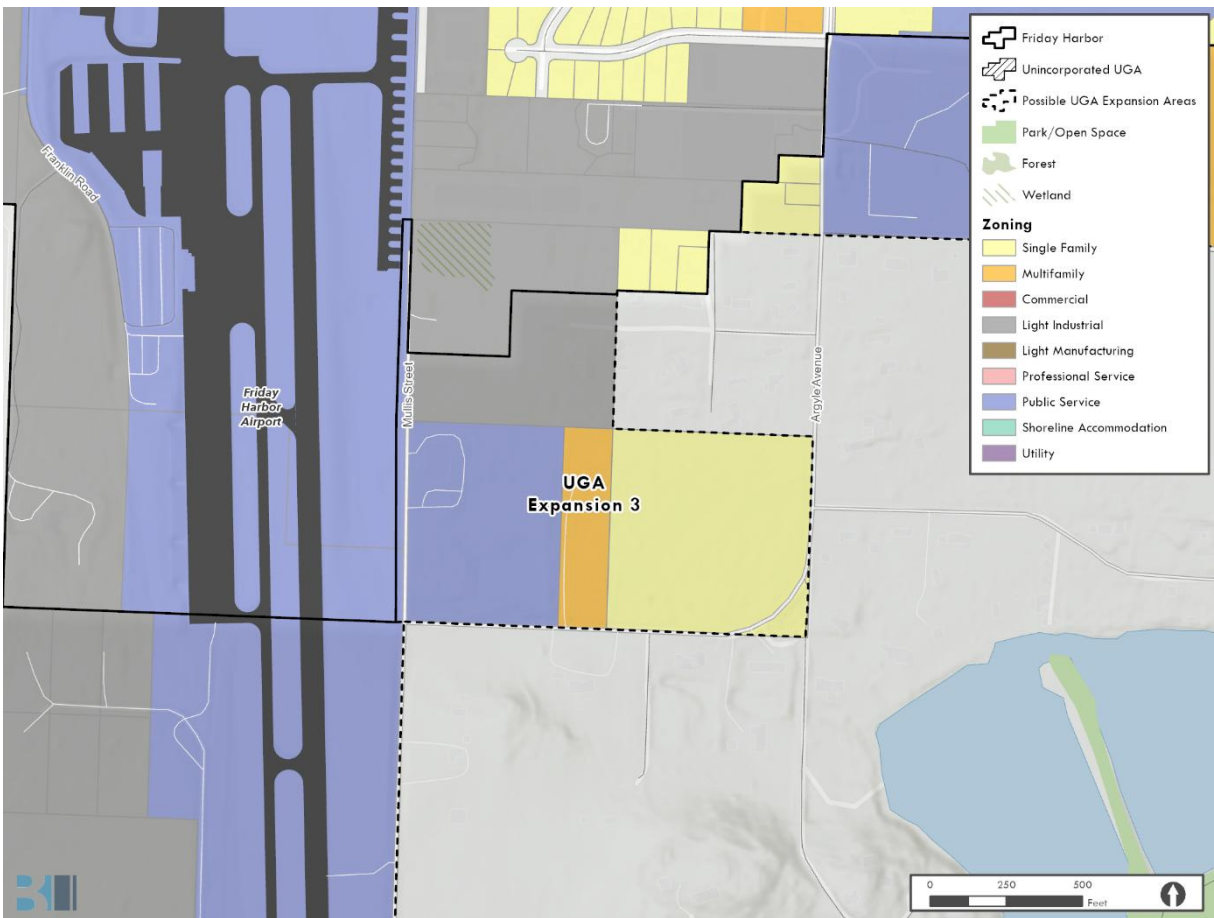 Friday Harbor
Unincorporated UGA
Possible UGA Expansion Areas
Park/Open Space
Forest
Wetland
Zoning
Single Family
Multifamily
Commercial
Light Industrial
Light Manufacturing
Professional Service
Public Service
Shoreline Accommodation
Utility
Franklin Road
Friday
Harbor
Airport
Mullis Street
Argyle Avenue
UGA
Expansion 3
0 250 500
Feet